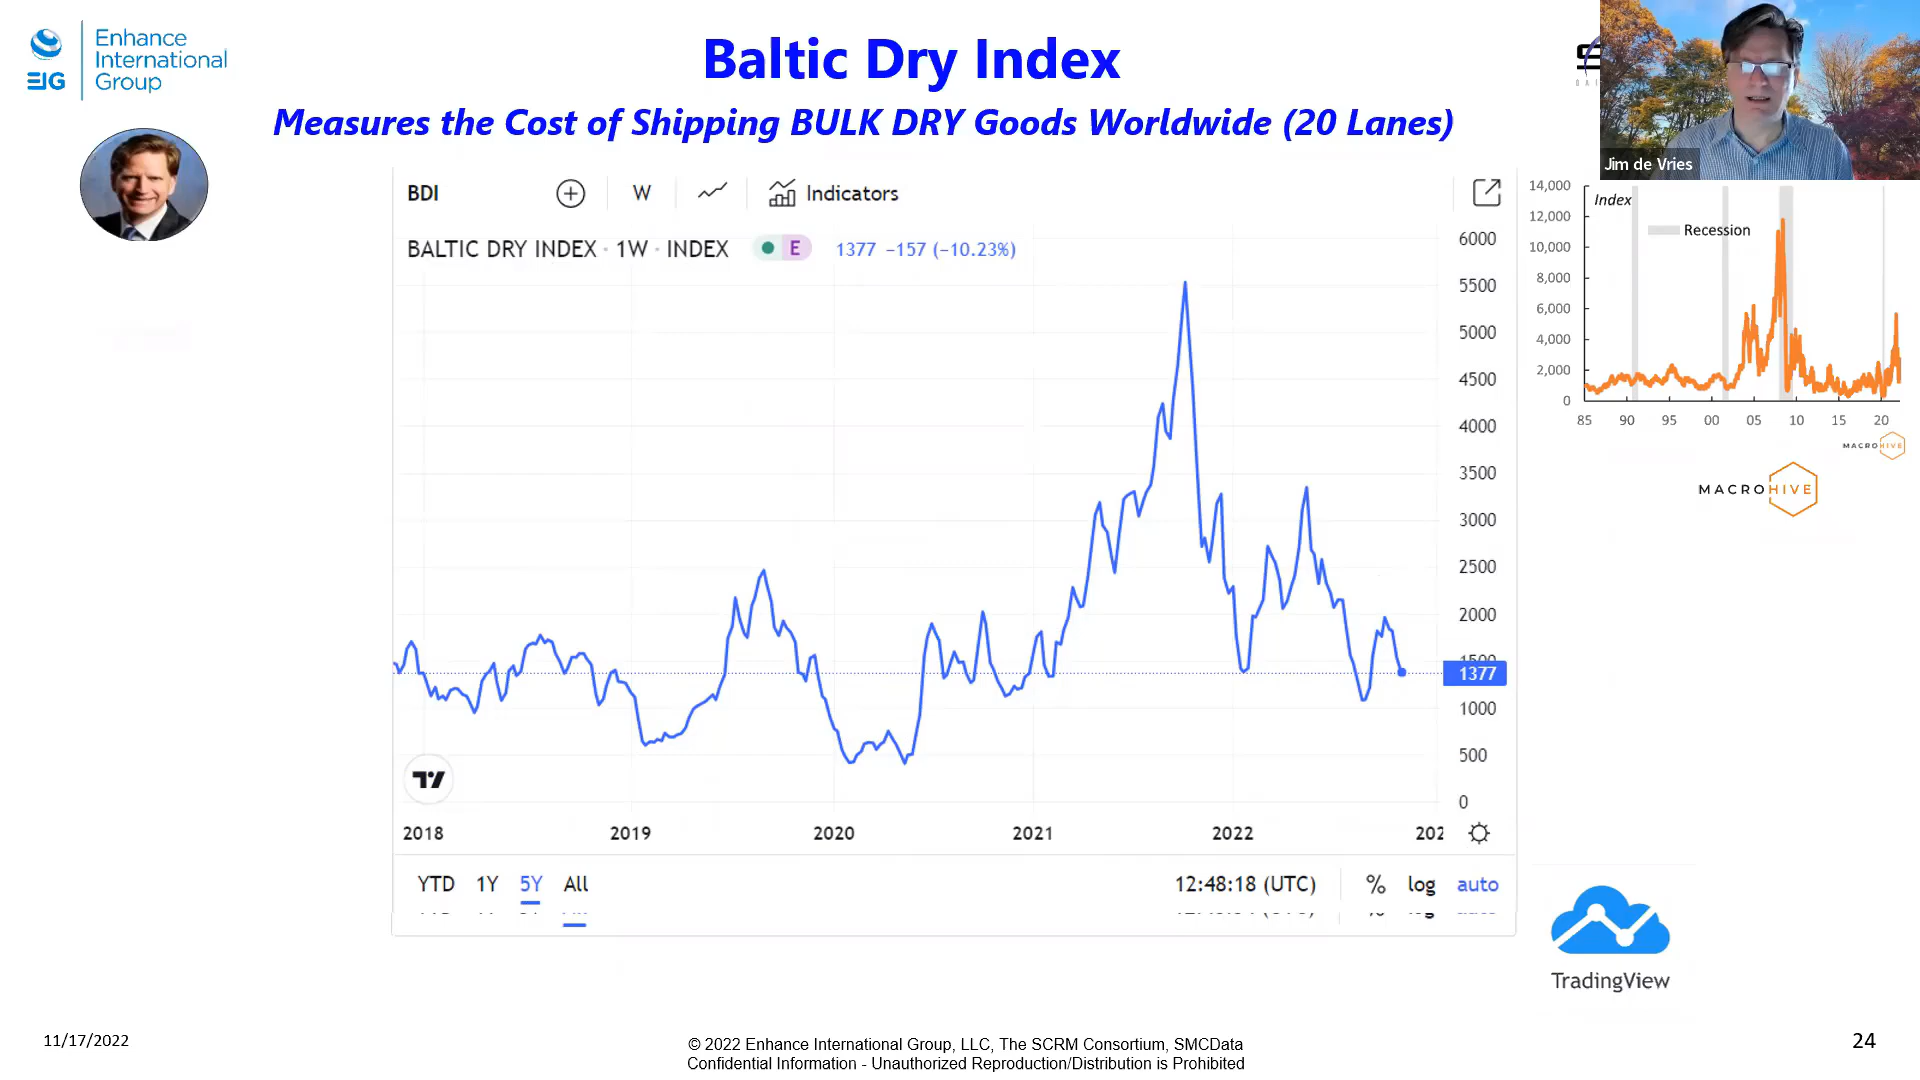 Enhance
International
Group
EIG
Baltic Dry Index
Measures the Cost of Shipping BULK DRY Goods Worldwide (20 Lanes)
Jim de Vries
BDI
W
Indicators
BALTIC DRY INDEX · 1W · INDEX
E
1377 −157 (−10.23%)
6000
5500
5000
4500
4000
3500
3000
2500
2000
1500
1377
1000
500
0
2018 2019 2020 2021 2022 202
YTD 1Y 5Y All
12:48:18 (UTC)
% log auto
14,000
12,000
10,000
8,000
6,000
4,000
2,000
0
Index
Recession
85 90 95 00 05 10 15 20
MACROHIVE
MACROHIVE
TradingView
11/17/2022
© 2022 Enhance International Group, LLC, The SCRM Consortium, SMCData
Confidential Information - Unauthorized Reproduction/Distribution is Prohibited
24